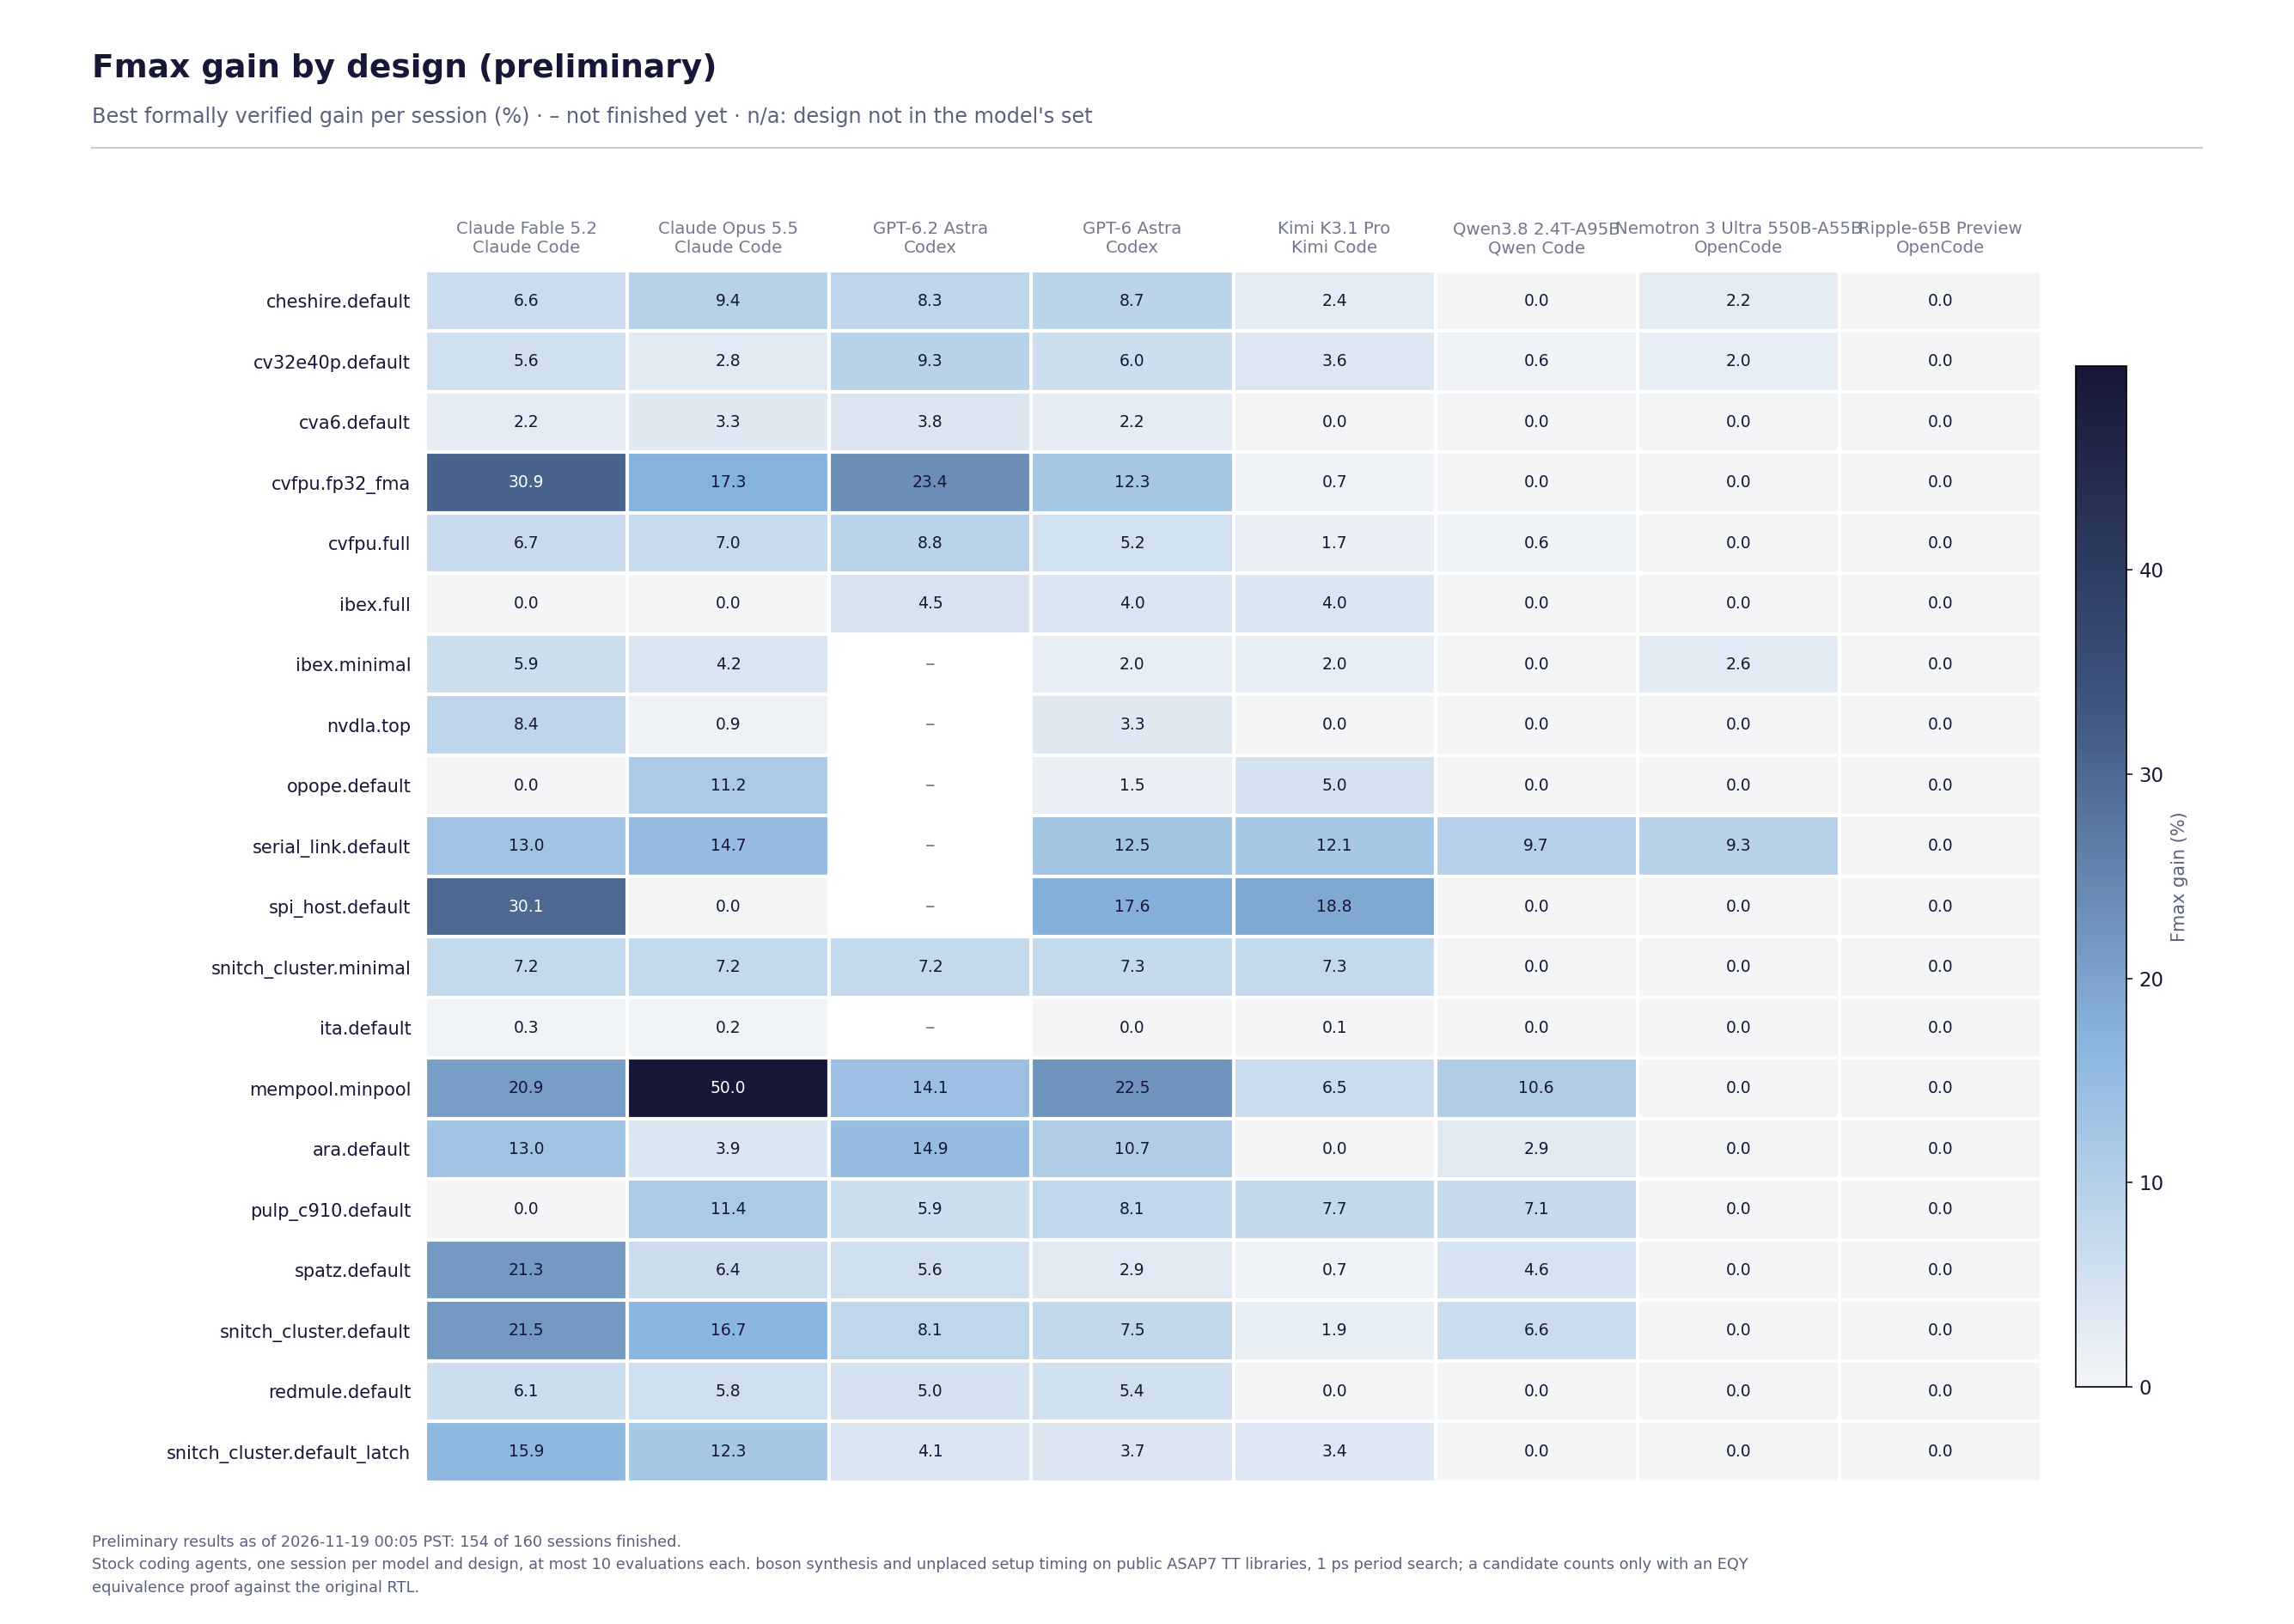 Fmax gain by design (preliminary)
Best formally verified gain per session (%) · – not finished yet · n/a: design not in the model's set
Claude Fable 5.2 Claude Opus 5.5 GPT-6.2 Astra GPT-6 Astra Kimi K3.1 Pro Qwen3.8 2.4T-A95B Nemotron 3 Ultra 550B-A55B Ripple-65B Preview
Claude Code Claude Code Codex Codex Kimi Code Qwen Code OpenCode OpenCode
cheshire.default 6.6 9.4 8.3 8.7 2.4 0.0 2.2 0.0
cv32e40p.default 5.6 2.8 9.3 6.0 3.6 0.6 2.0 0.0
cva6.default 2.2 3.3 3.8 2.2 0.0 0.0 0.0 0.0
cvfpu.fp32_fma 30.9 17.3 23.4 12.3 0.7 0.0 0.0 0.0
cvfpu.full 6.7 7.0 8.8 5.2 1.7 0.6 0.0 0.0
ibex.full 0.0 0.0 4.5 4.0 4.0 0.0 0.0 0.0
ibex.minimal 5.9 4.2 – 2.0 2.0 0.0 2.6 0.0
nvdla.top 8.4 0.9 – 3.3 0.0 0.0 0.0 0.0
opope.default 0.0 11.2 – 1.5 5.0 0.0 0.0 0.0
serial_link.default 13.0 14.7 – 12.5 12.1 9.7 9.3 0.0
spi_host.default 30.1 0.0 – 17.6 18.8 0.0 0.0 0.0
snitch_cluster.minimal 7.2 7.2 7.2 7.3 7.3 0.0 0.0 0.0
ita.default 0.3 0.2 – 0.0 0.1 0.0 0.0 0.0
mempool.minpool 20.9 50.0 14.1 22.5 6.5 10.6 0.0 0.0
ara.default 13.0 3.9 14.9 10.7 0.0 2.9 0.0 0.0
pulp_c910.default 0.0 11.4 5.9 8.1 7.7 7.1 0.0 0.0
spatz.default 21.3 6.4 5.6 2.9 0.7 4.6 0.0 0.0
snitch_cluster.default 21.5 16.7 8.1 7.5 1.9 6.6 0.0 0.0
redmule.default 6.1 5.8 5.0 5.4 0.0 0.0 0.0 0.0
snitch_cluster.default_latch 15.9 12.3 4.1 3.7 3.4 0.0 0.0 0.0
40
30
20
10
0
Fmax gain (%)
Preliminary results as of 2026-11-19 00:05 PST: 154 of 160 sessions finished.
Stock coding agents, one session per model and design, at most 10 evaluations each. boson synthesis and unplaced setup timing on public ASAP7 TT libraries, 1 ps period search; a candidate counts only with an EQY
equivalence proof against the original RTL.